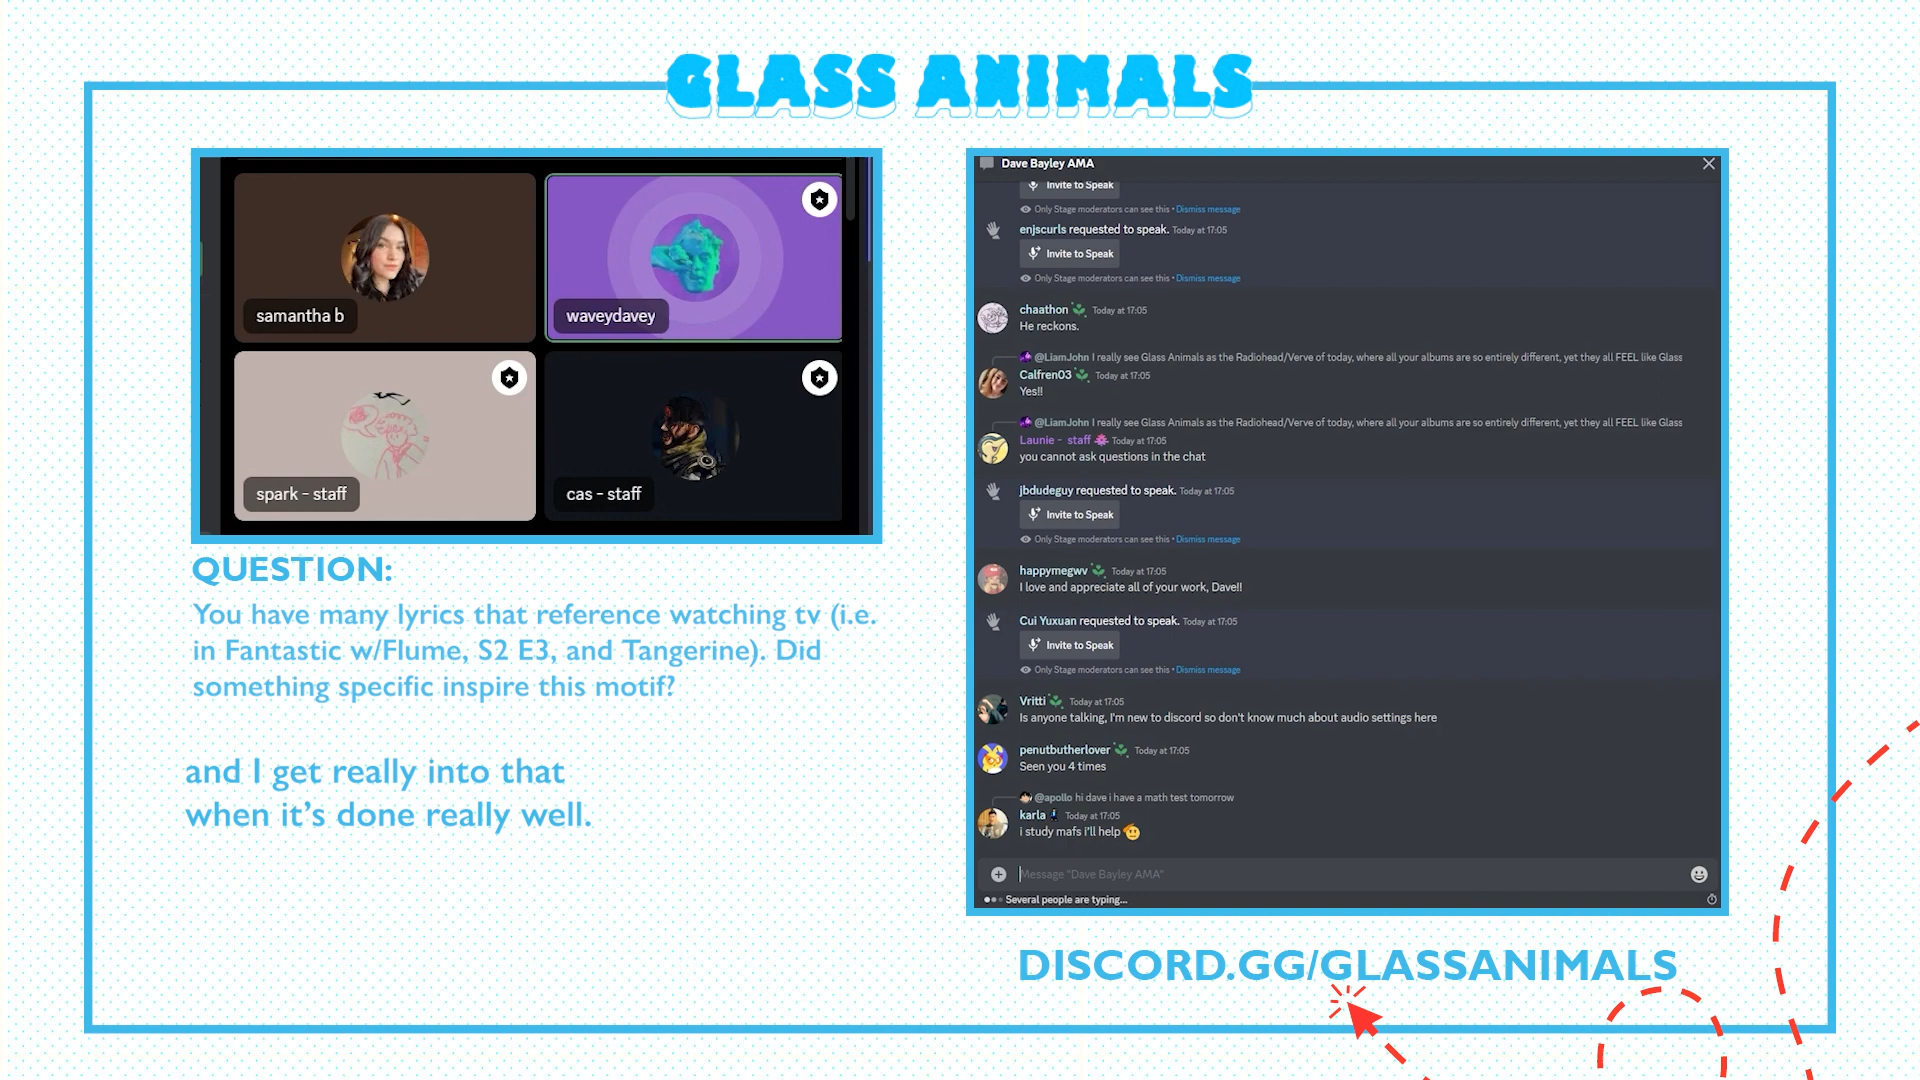 GLASS ANIMALS
samantha b
waveydavey
spark - staff
cas - staff
QUESTION:
You have many lyrics that reference watching tv (i.e.
in Fantastic w/Flume, S2 E3, and Tangerine). Did
something specific inspire this motif?
and I get really into that
when it's done really well.
Dave Bayley AMA
Invite to Speak
Only Stage moderators can see this • Dismiss message
enjscurls requested to speak. Today at 17:05
Invite to Speak
Only Stage moderators can see this • Dismiss message
chaathon Today at 17:05
He reckons.
@LiamJohn I really see Glass Animals as the Radiohead/Verve of today, where all your albums are so entirely different, yet they all FEEL like Glass
Calfren03 Today at 17:05
Yes!!
@LiamJohn I really see Glass Animals as the Radiohead/Verve of today, where all your albums are so entirely different, yet they all FEEL like Glass
Launie - staff Today at 17:05
you cannot ask questions in the chat
jbdudeguy requested to speak. Today at 17:05
Invite to Speak
Only Stage moderators can see this • Dismiss message
happymegwv Today at 17:05
I love and appreciate all of your work, Dave!!
Cui Yuxuan requested to speak. Today at 17:05
Invite to Speak
Only Stage moderators can see this • Dismiss message
Vritti Today at 17:05
Is anyone talking, I'm new to discord so don't know much about audio settings here
penutbutherlover Today at 17:05
Seen you 4 times
@apollo hi dave i have a math test tomorrow
karla Today at 17:05
i study mafs i'll help
Message "Dave Bayley AMA"
Several people are typing...
DISCORD.GG/GLASSANIMALS